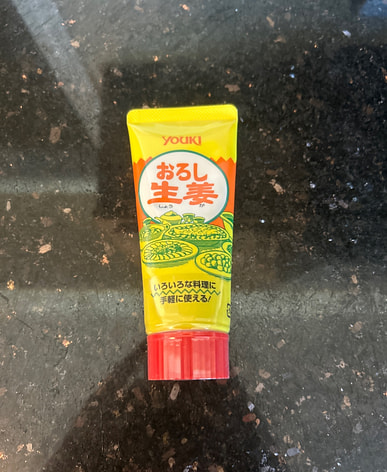 YOUKI
おろし
生姜
しょう が
いろいろな料理に
手軽に使える!